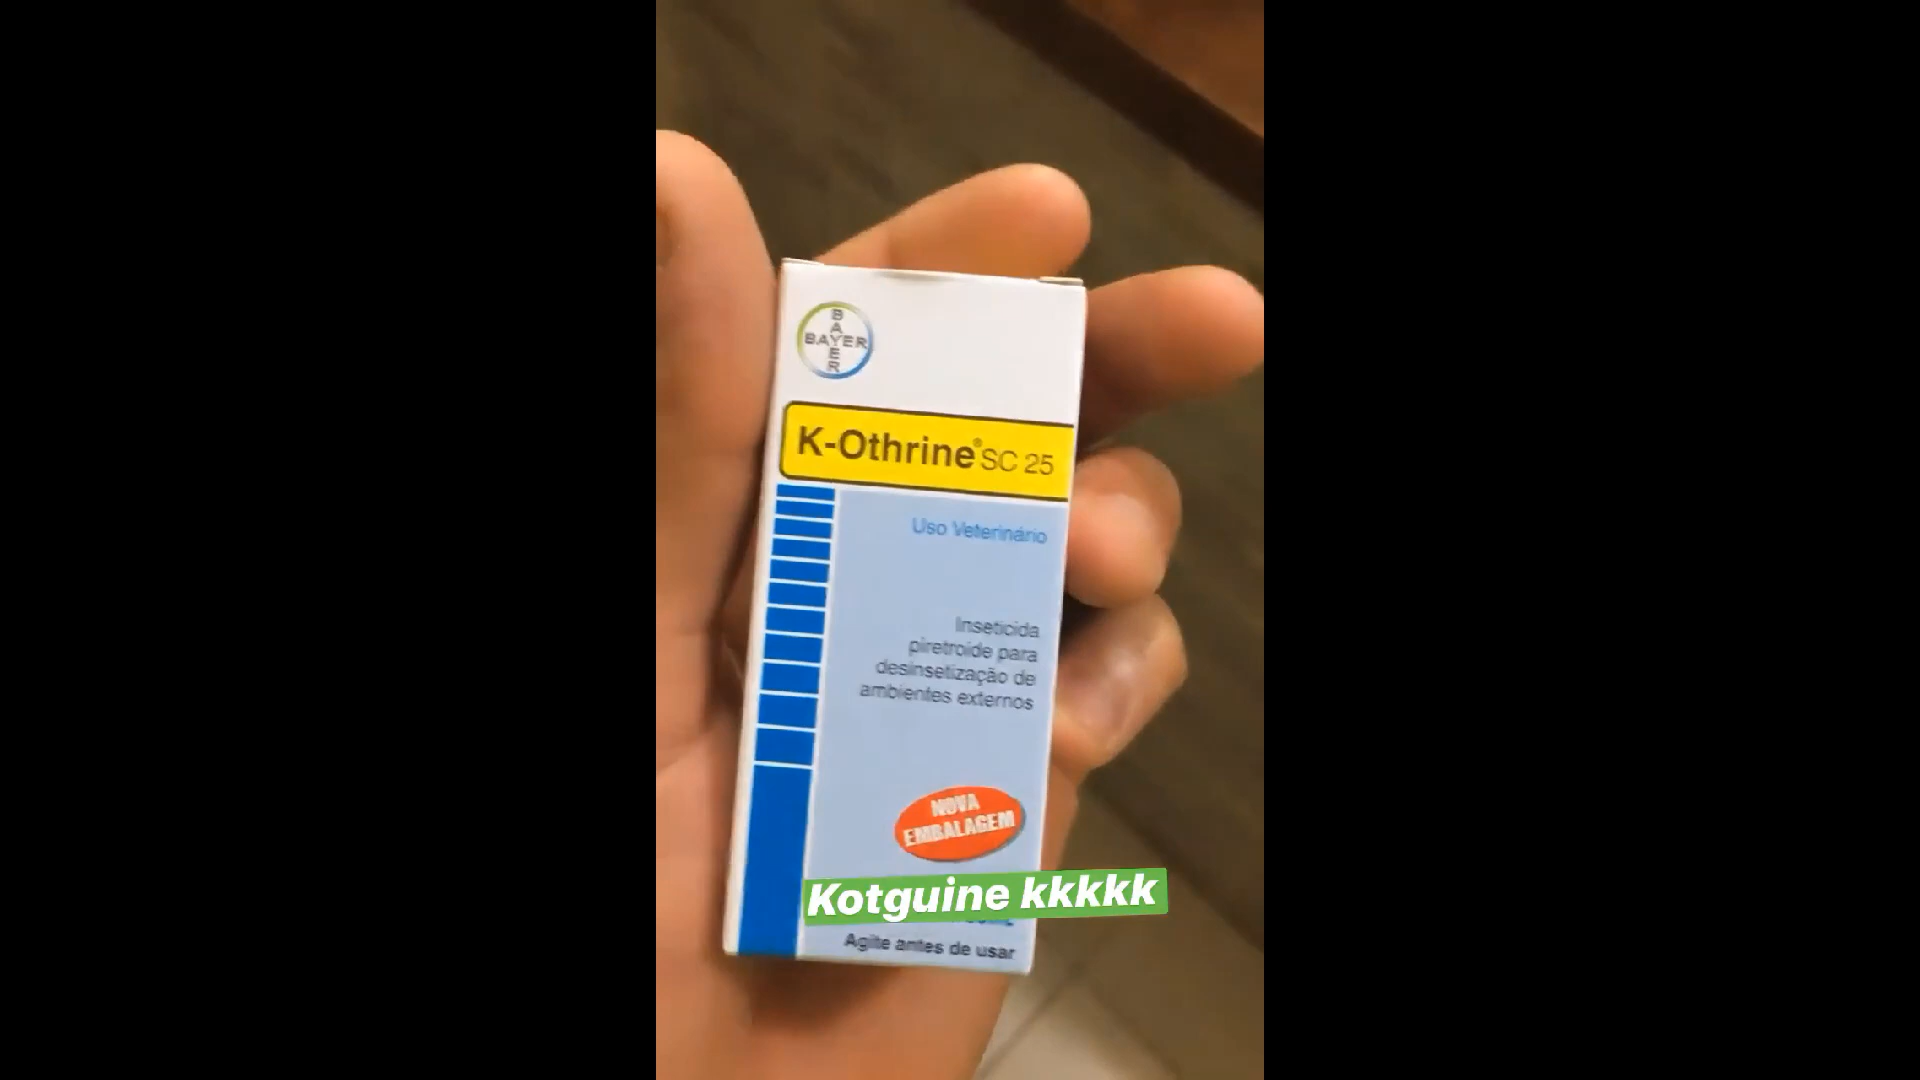 BAYER
BAYER
K-Othrine® SC 25
Uso Veterinário
Inseticida
piretroide para
desinsetização de
ambientes externos
NOVA
EMBALAGEM
Kotguine kkkkk
Agite antes de usar